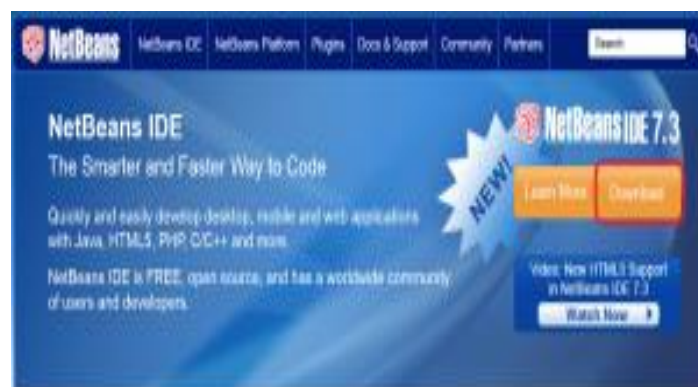 NetBeans
NetBeans IDE NetBeans Platform Plugins Docs & Support Community Partners Search
NetBeans IDE
The Smarter and Faster Way to Code
Quickly and easily develop desktop, mobile and web applications
with Java, HTML5, PHP, C/C++ and more.
NetBeans IDE is FREE, open source, and has a worldwide community
of users and developers.
NEW!
NetBeans IDE 7.3
Learn More Download
Video: New HTML5 Support
in NetBeans IDE 7.3
Watch Now